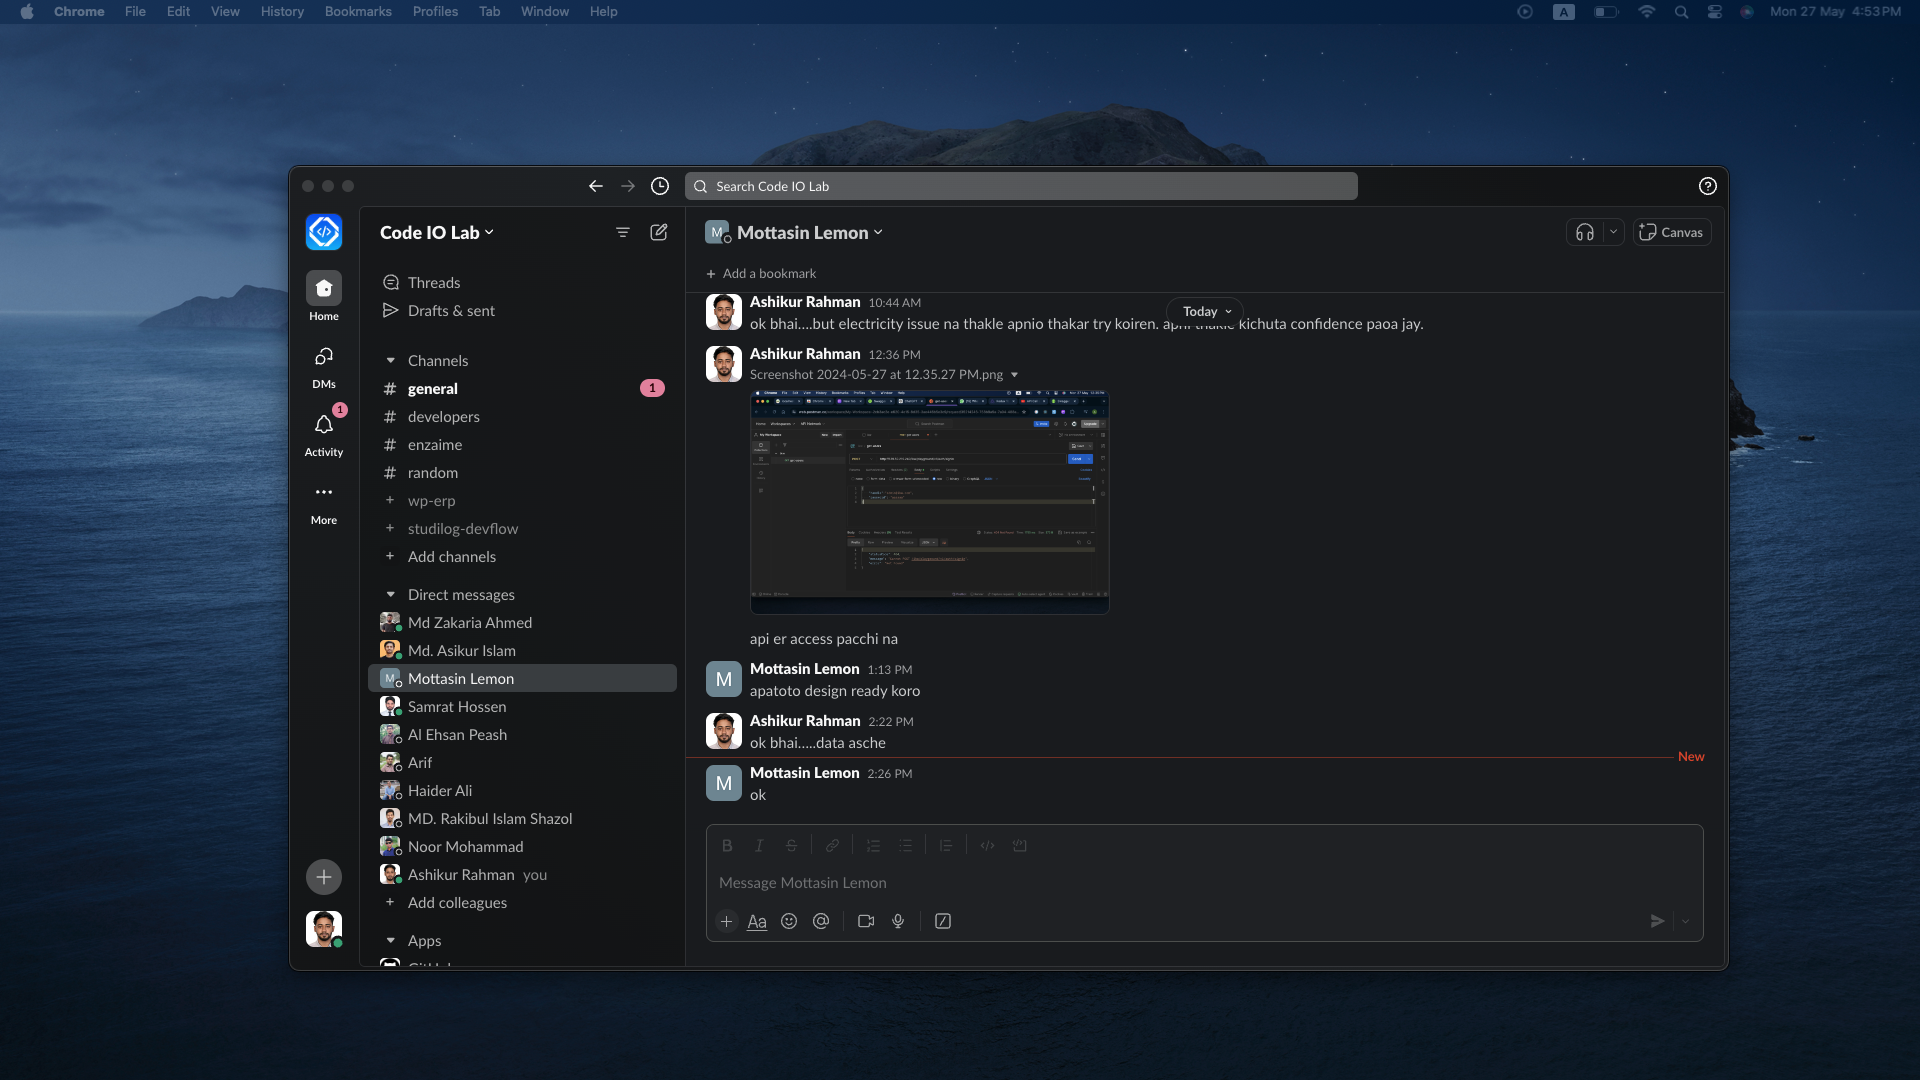 Chrome File Edit View History Bookmarks Profiles Tab Window Help
A
Mon 27 May 4:53 PM
Search Code IO Lab
Code IO Lab
Home
DMs
1
Activity
More
Threads
Drafts & sent
Channels
# general 1
# developers
# enzaime
# random
+ wp-erp
+ studilog-devflow
+ Add channels
Direct messages
Md Zakaria Ahmed
Md. Asikur Islam
M Mottasin Lemon
Samrat Hossen
Al Ehsan Peash
Arif
Haider Ali
MD. Rakibul Islam Shazol
Noor Mohammad
Ashikur Rahman you
+ Add colleagues
Apps
M Mottasin Lemon
Canvas
+ Add a bookmark
Today
Ashikur Rahman 10:44 AM
ok bhai....but electricity issue na thakle apnio thakar try koiren. apni thakle kichuta confidence paoa jay.
Ashikur Rahman 12:36 PM
Screenshot 2024-05-27 at 12.35.27 PM.png
api er access pacchi na
M Mottasin Lemon 1:13 PM
apatoto design ready koro
Ashikur Rahman 2:22 PM
ok bhai.....data asche
New
M Mottasin Lemon 2:26 PM
ok
B I S
Message Mottasin Lemon
+ Aa @